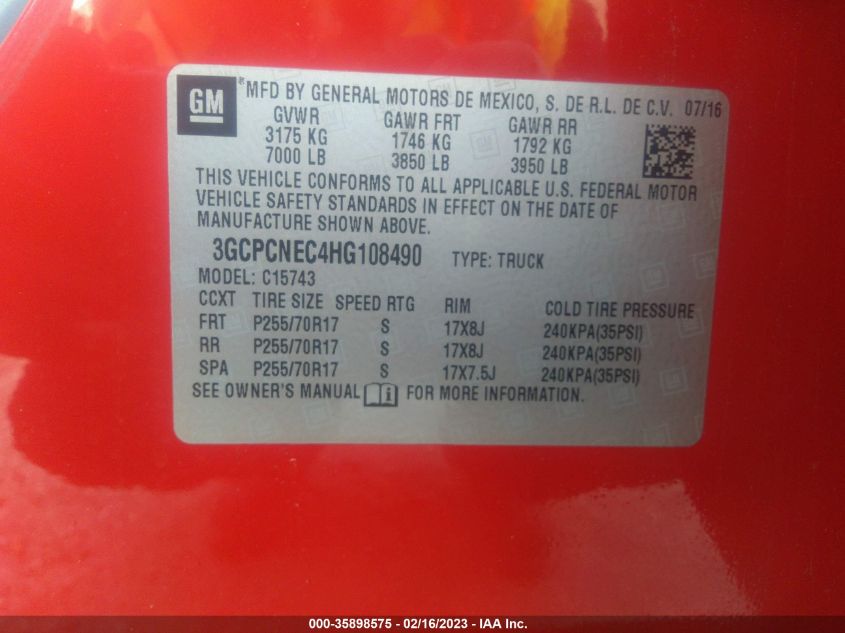 GM
MFD BY GENERAL MOTORS DE MEXICO, S. DE R.L. DE C.V. 07/16
GVWR GAWR FRT GAWR RR
3175 KG 1746 KG 1792 KG
7000 LB 3850 LB 3950 LB
THIS VEHICLE CONFORMS TO ALL APPLICABLE U.S. FEDERAL MOTOR
VEHICLE SAFETY STANDARDS IN EFFECT ON THE DATE OF
MANUFACTURE SHOWN ABOVE.
3GCPCNEC4HG108490 TYPE: TRUCK
MODEL: C15743
CCXT TIRE SIZE SPEED RTG RIM COLD TIRE PRESSURE
FRT P255/70R17 S 17X8J 240KPA(35PSI)
RR P255/70R17 S 17X8J 240KPA(35PSI)
SPA P255/70R17 S 17X7.5J 240KPA(35PSI)
SEE OWNER'S MANUAL FOR MORE INFORMATION.
000-35898575 - 02/16/2023 - IAA Inc.